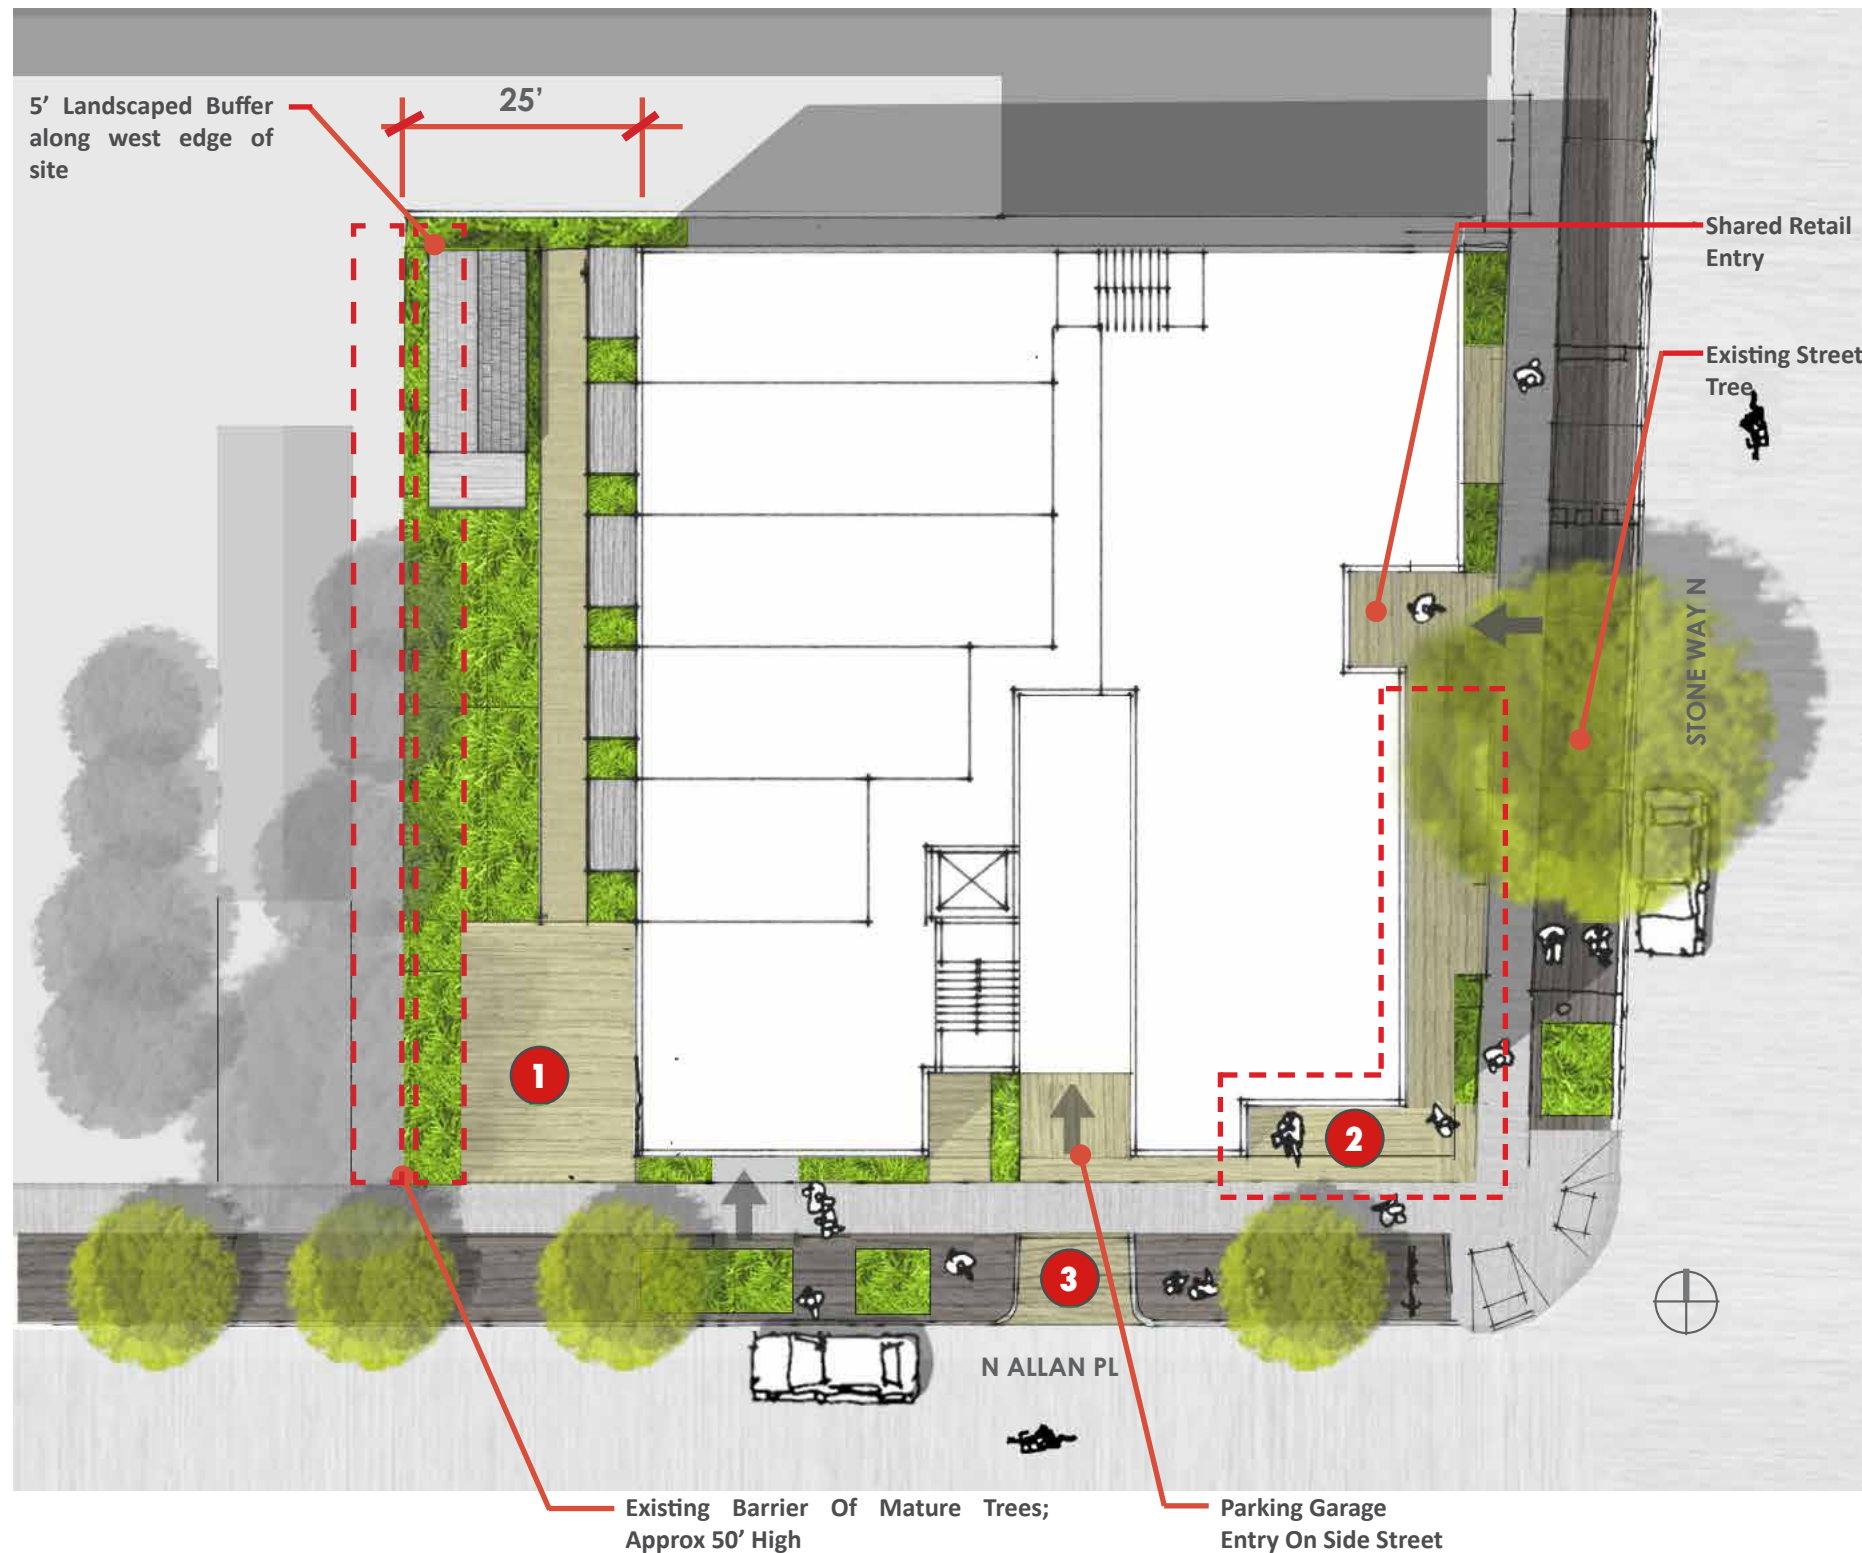 5’ Landscaped Buffer
along west edge of
site
25’
Shared Retail
Entry
Existing Street
Tree
STONE WAY N
1
2
3
N ALLAN PL
Existing Barrier Of Mature Trees;
Approx 50’ High
Parking Garage
Entry On Side Street